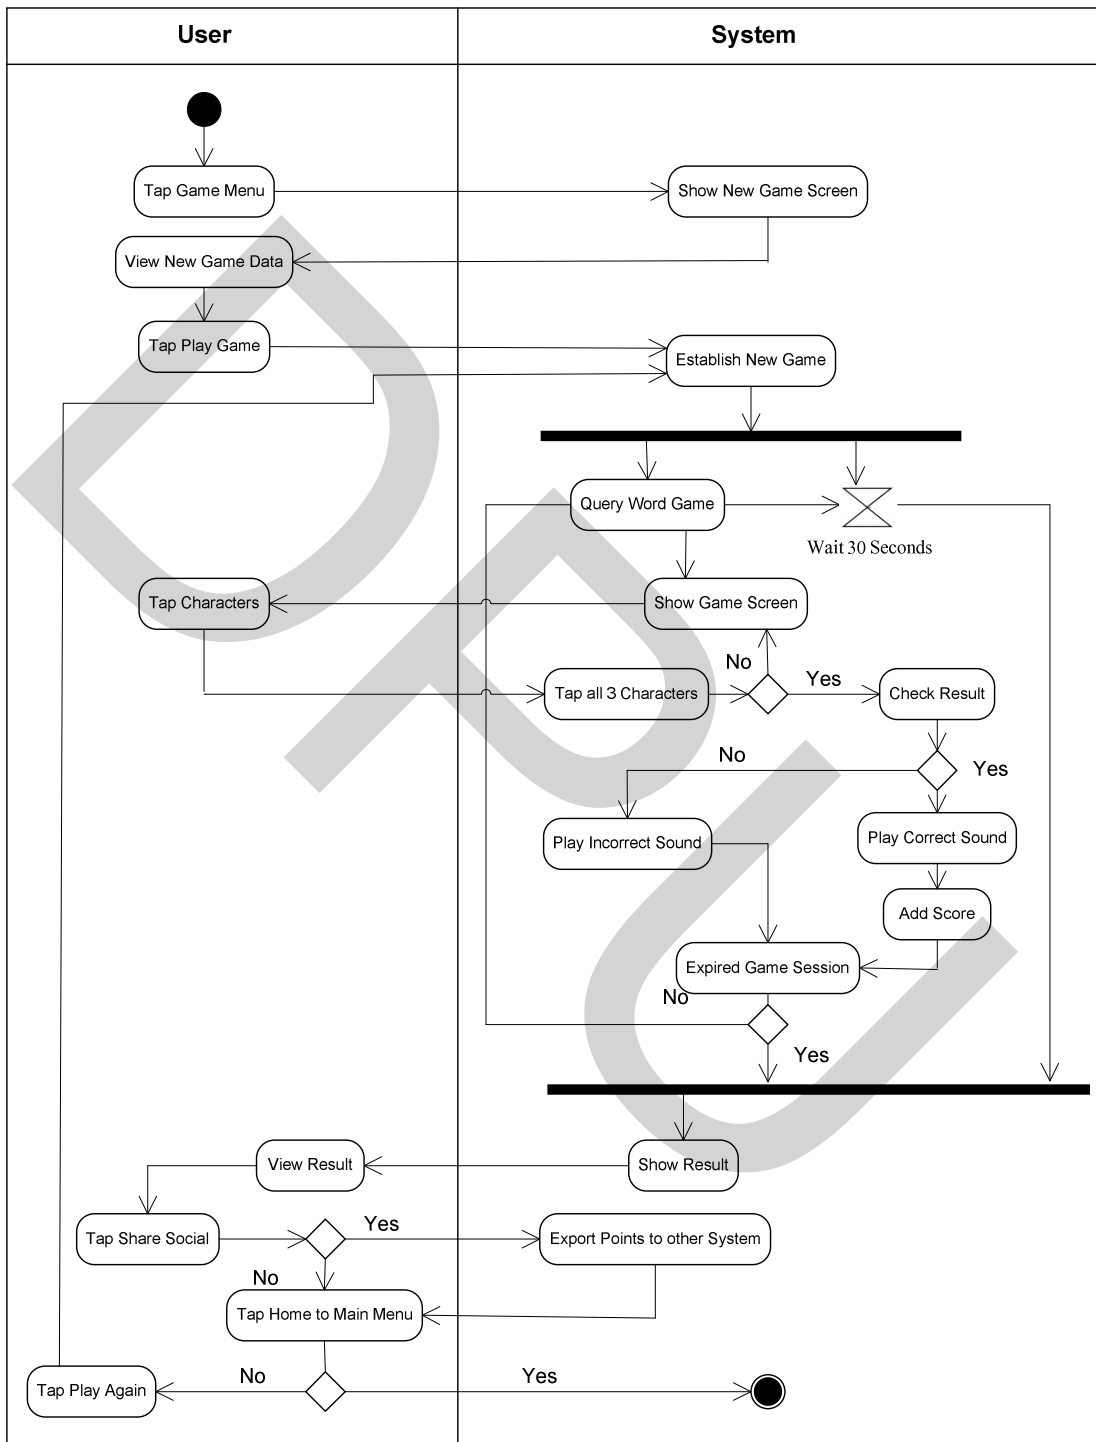 User
System
Tap Game Menu
Show New Game Screen
View New Game Data
Tap Play Game
Establish New Game
Query Word Game
Wait 30 Seconds
Tap Characters
Show Game Screen
No
Yes
Tap all 3 Characters
Check Result
No
Yes
Play Incorrect Sound
Play Correct Sound
Add Score
Expired Game Session
No
Yes
View Result
Show Result
Yes
Tap Share Social
Export Points to other System
No
Tap Home to Main Menu
No
Yes
Tap Play Again
DPU